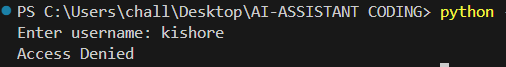 PS C:\Users\chall\Desktop\AI-ASSISTANT CODING> python
Enter username: kishore
Access Denied